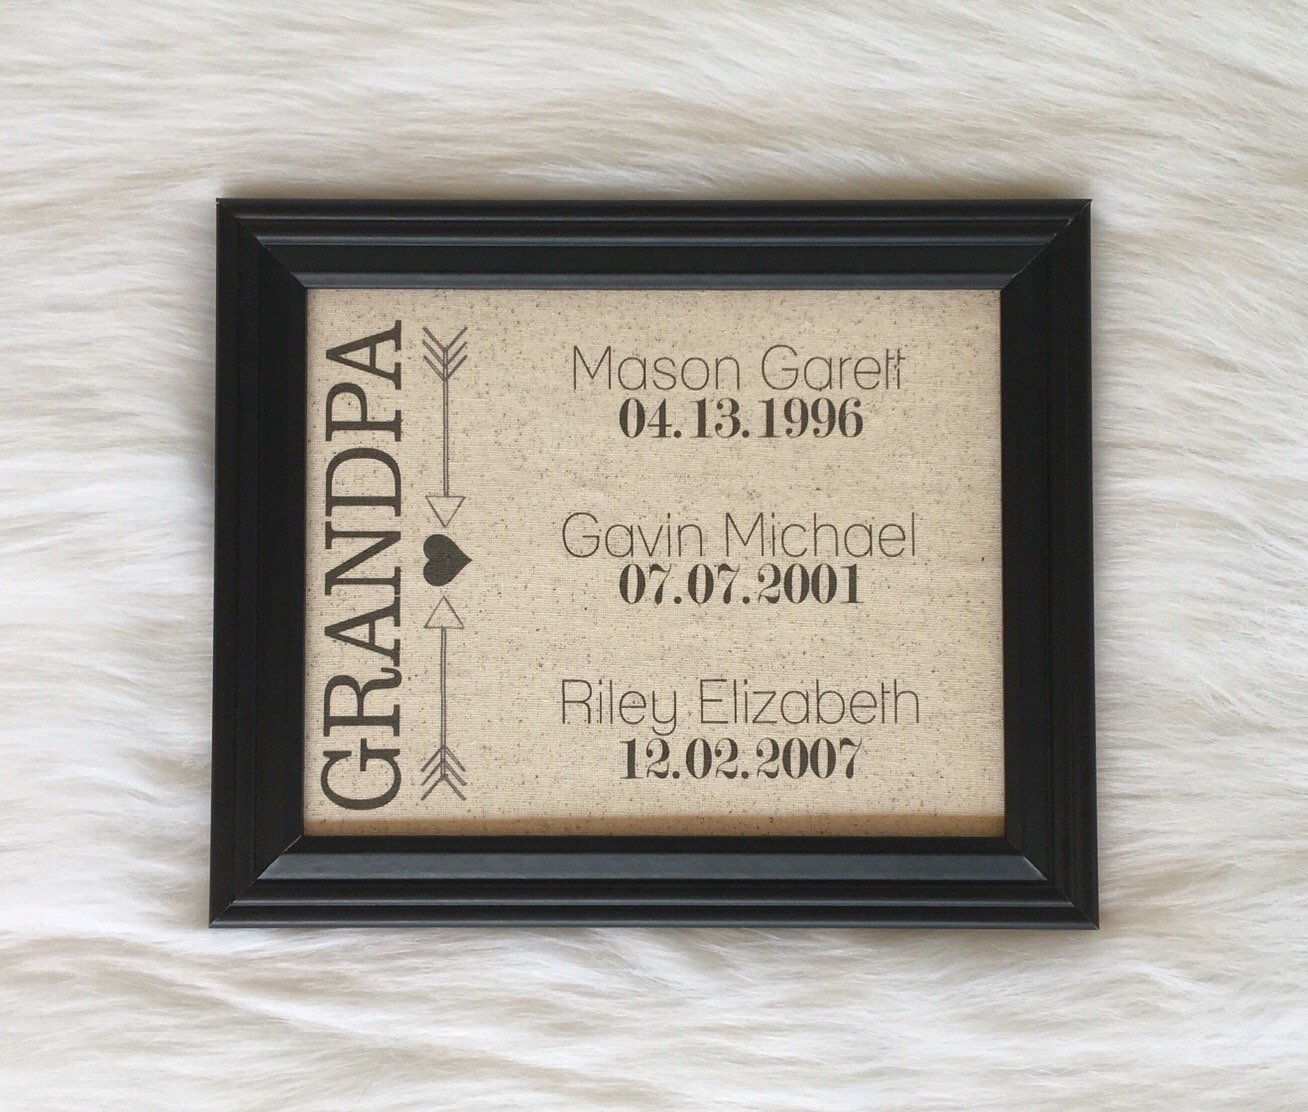 GRANDPA
Mason Garett
04.13.1996
Gavin Michael
07.07.2001
Riley Elizabeth
12.02.2007